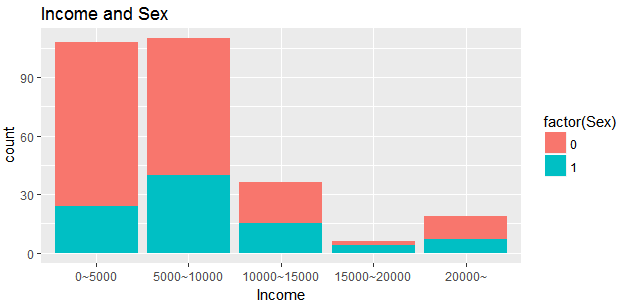 Income and Sex
count
90
60
30
0
0~5000
5000~10000
10000~15000
15000~20000
20000~
Income
factor(Sex)
0
1